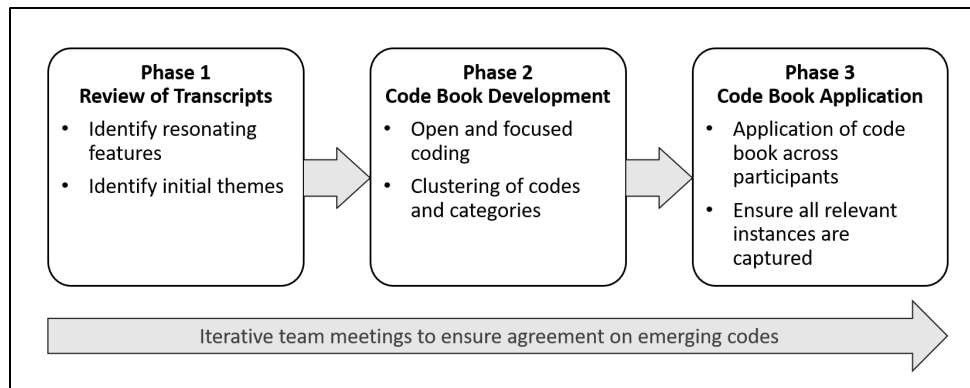 Phase 1
Review of Transcripts
• Identify resonating
features
• Identify initial themes
Phase 2
Code Book Development
• Open and focused
coding
• Clustering of codes
and categories
Phase 3
Code Book Application
• Application of code
book across
participants
• Ensure all relevant
instances are
captured
Iterative team meetings to ensure agreement on emerging codes